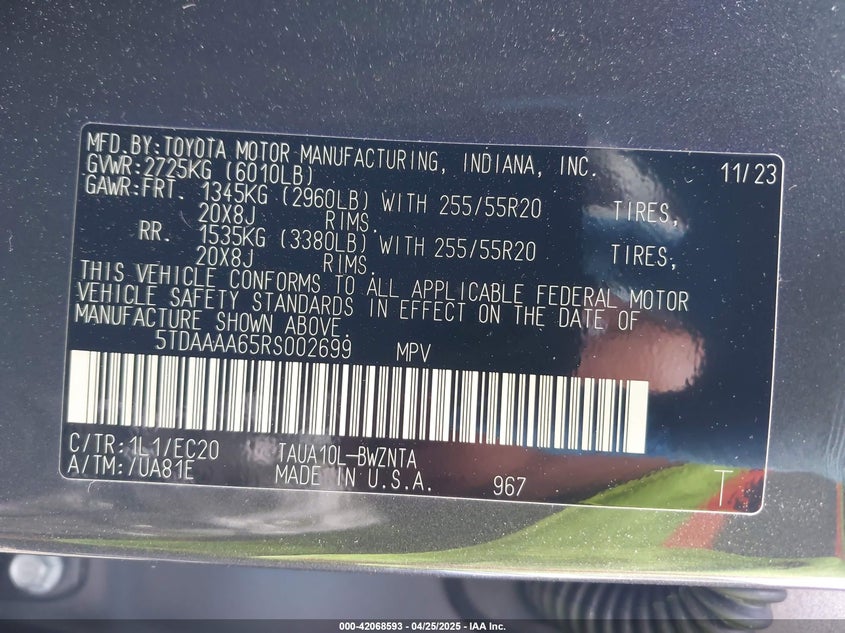 MFD.BY:TOYOTA MOTOR MANUFACTURING, INDIANA, INC. 11/23
GVWR:2725KG (6010LB)
GAWR:FRT. 1345KG (2960LB) WITH 255/55R20 TIRES,
20X8J RIMS.
RR. 1535KG (3380LB) WITH 255/55R20 TIRES,
20X8J RIMS.
THIS VEHICLE CONFORMS TO ALL APPLICABLE FEDERAL MOTOR
VEHICLE SAFETY STANDARDS IN EFFECT ON THE DATE OF
MANUFACTURE SHOWN ABOVE.
5TDAAAA65RS002699 MPV
C/TR:1L1/EC20 TAUA10L-BWZNTA
A/TM:/UA81E MADE IN U.S.A. 967 T
000-42068593 / 04/25/2025 - IAA Inc.